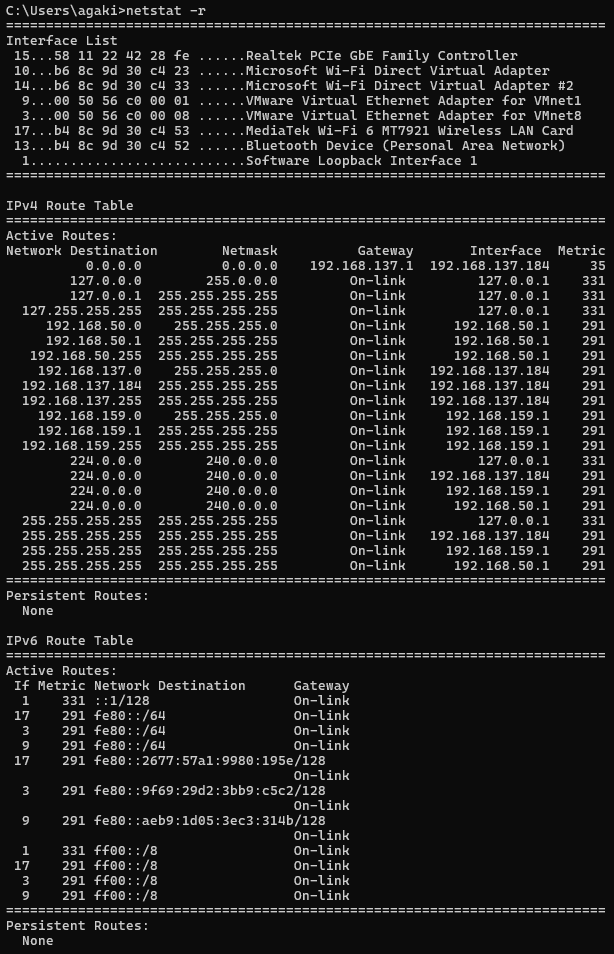 C:\Users\agaki>netstat -r
===========================================================================
Interface List
 15...58 11 22 42 28 fe ......Realtek PCIe GbE Family Controller
 10...b6 8c 9d 30 c4 23 ......Microsoft Wi-Fi Direct Virtual Adapter
 14...b6 8c 9d 30 c4 33 ......Microsoft Wi-Fi Direct Virtual Adapter #2
  9...00 50 56 c0 00 01 ......VMware Virtual Ethernet Adapter for VMnet1
  3...00 50 56 c0 00 08 ......VMware Virtual Ethernet Adapter for VMnet8
 17...b4 8c 9d 30 c4 53 ......MediaTek Wi-Fi 6 MT7921 Wireless LAN Card
 13...b4 8c 9d 30 c4 52 ......Bluetooth Device (Personal Area Network)
  1...........................Software Loopback Interface 1
===========================================================================

IPv4 Route Table
===========================================================================
Active Routes:
Network Destination        Netmask          Gateway       Interface  Metric
          0.0.0.0          0.0.0.0    192.168.137.1  192.168.137.184     35
        127.0.0.0        255.0.0.0         On-link         127.0.0.1    331
        127.0.0.1  255.255.255.255         On-link         127.0.0.1    331
  127.255.255.255  255.255.255.255         On-link         127.0.0.1    331
     192.168.50.0    255.255.255.0         On-link      192.168.50.1    291
     192.168.50.1  255.255.255.255         On-link      192.168.50.1    291
   192.168.50.255  255.255.255.255         On-link      192.168.50.1    291
    192.168.137.0    255.255.255.0         On-link   192.168.137.184    291
  192.168.137.184  255.255.255.255         On-link   192.168.137.184    291
  192.168.137.255  255.255.255.255         On-link   192.168.137.184    291
    192.168.159.0    255.255.255.0         On-link     192.168.159.1    291
    192.168.159.1  255.255.255.255         On-link     192.168.159.1    291
  192.168.159.255  255.255.255.255         On-link     192.168.159.1    291
        224.0.0.0        240.0.0.0         On-link         127.0.0.1    331
        224.0.0.0        240.0.0.0         On-link   192.168.137.184    291
        224.0.0.0        240.0.0.0         On-link     192.168.159.1    291
        224.0.0.0        240.0.0.0         On-link      192.168.50.1    291
  255.255.255.255  255.255.255.255         On-link         127.0.0.1    331
  255.255.255.255  255.255.255.255         On-link   192.168.137.184    291
  255.255.255.255  255.255.255.255         On-link     192.168.159.1    291
  255.255.255.255  255.255.255.255         On-link      192.168.50.1    291
===========================================================================
Persistent Routes:
  None

IPv6 Route Table
===========================================================================
Active Routes:
 If Metric Network Destination      Gateway
  1    331 ::1/128                  On-link
 17    291 fe80::/64                On-link
  3    291 fe80::/64                On-link
  9    291 fe80::/64                On-link
 17    291 fe80::2677:57a1:9980:195e/128
                                    On-link
  3    291 fe80::9f69:29d2:3bb9:c5c2/128
                                    On-link
  9    291 fe80::aeb9:1d05:3ec3:314b/128
                                    On-link
  1    331 ff00::/8                 On-link
 17    291 ff00::/8                 On-link
  3    291 ff00::/8                 On-link
  9    291 ff00::/8                 On-link
===========================================================================
Persistent Routes:
  None